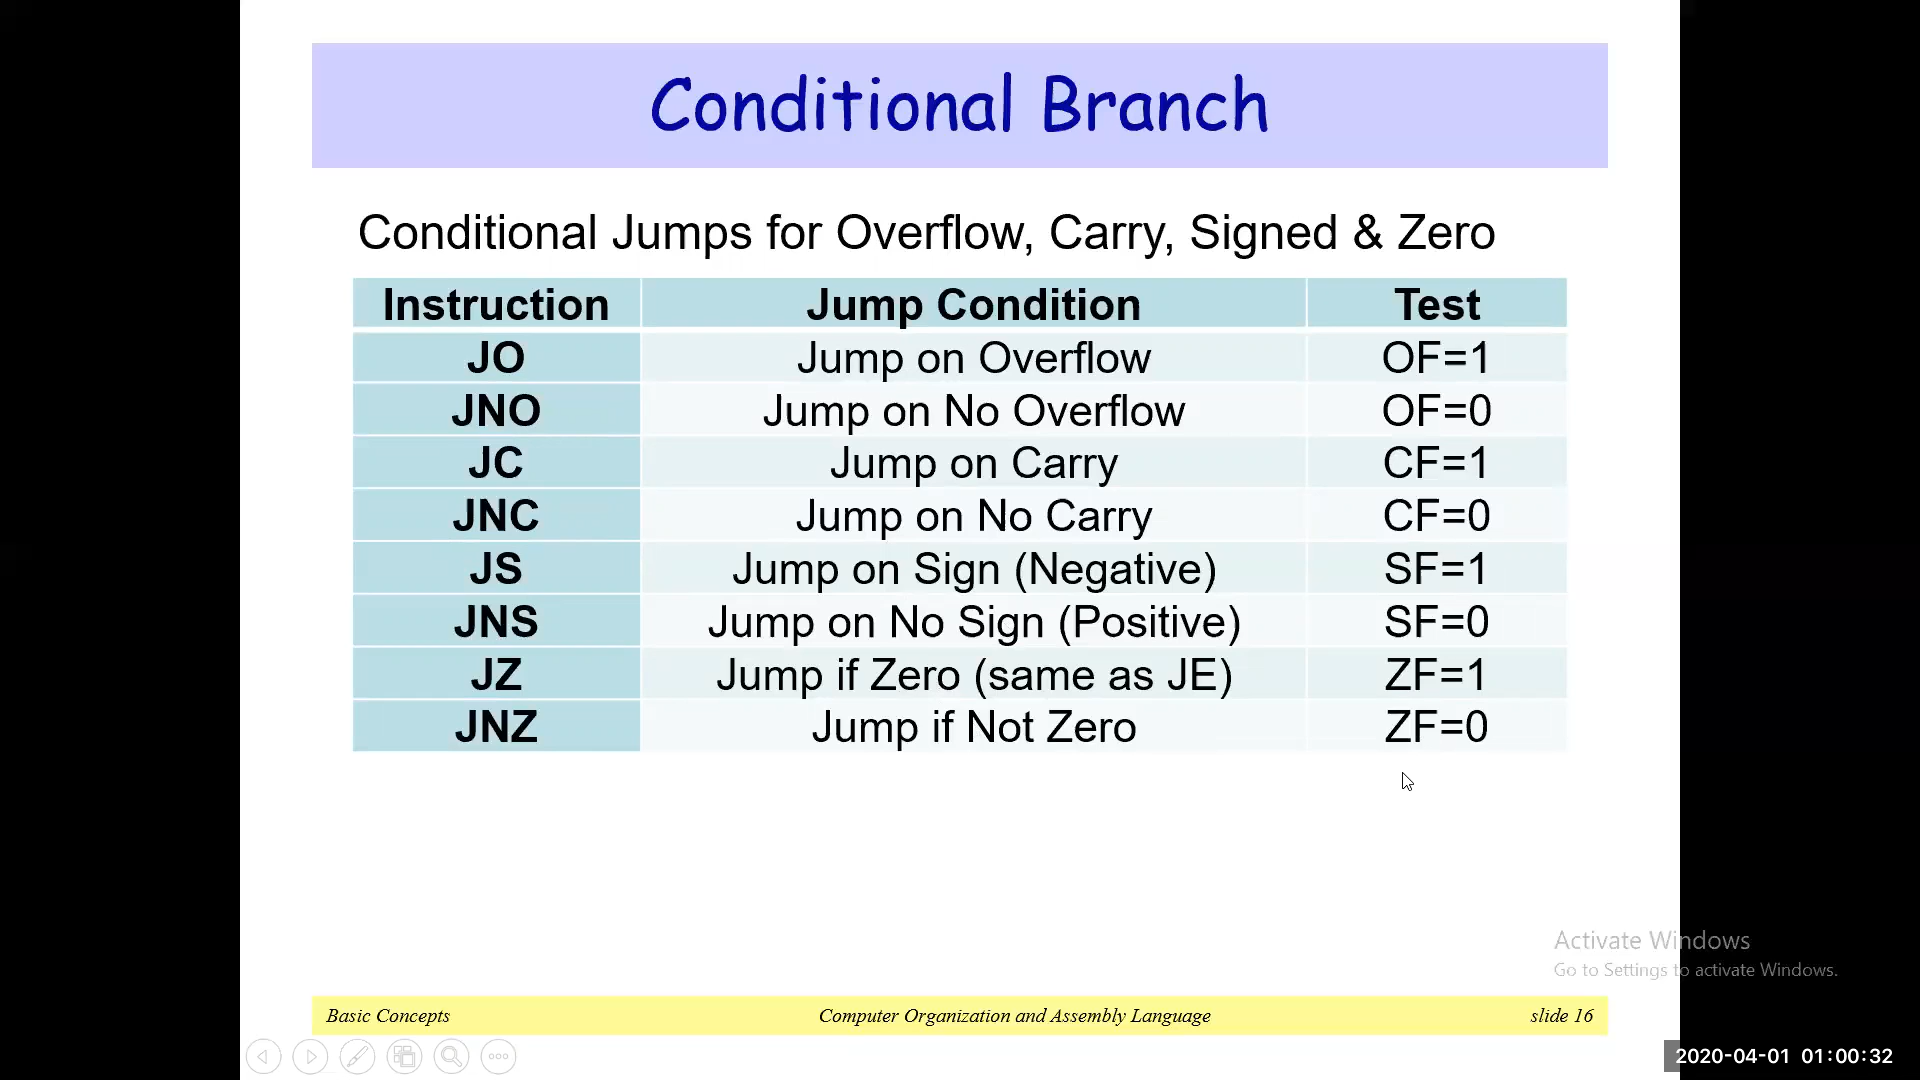 Conditional Branch
Conditional Jumps for Overflow, Carry, Signed & Zero
Instruction Jump Condition Test
JO Jump on Overflow OF=1
JNO Jump on No Overflow OF=0
JC Jump on Carry CF=1
JNC Jump on No Carry CF=0
JS Jump on Sign (Negative) SF=1
JNS Jump on No Sign (Positive) SF=0
JZ Jump if Zero (same as JE) ZF=1
JNZ Jump if Not Zero ZF=0
Activate Windows
Go to Settings to activate Windows.
Basic Concepts Computer Organization and Assembly Language slide 16
2020-04-01 01:00:32